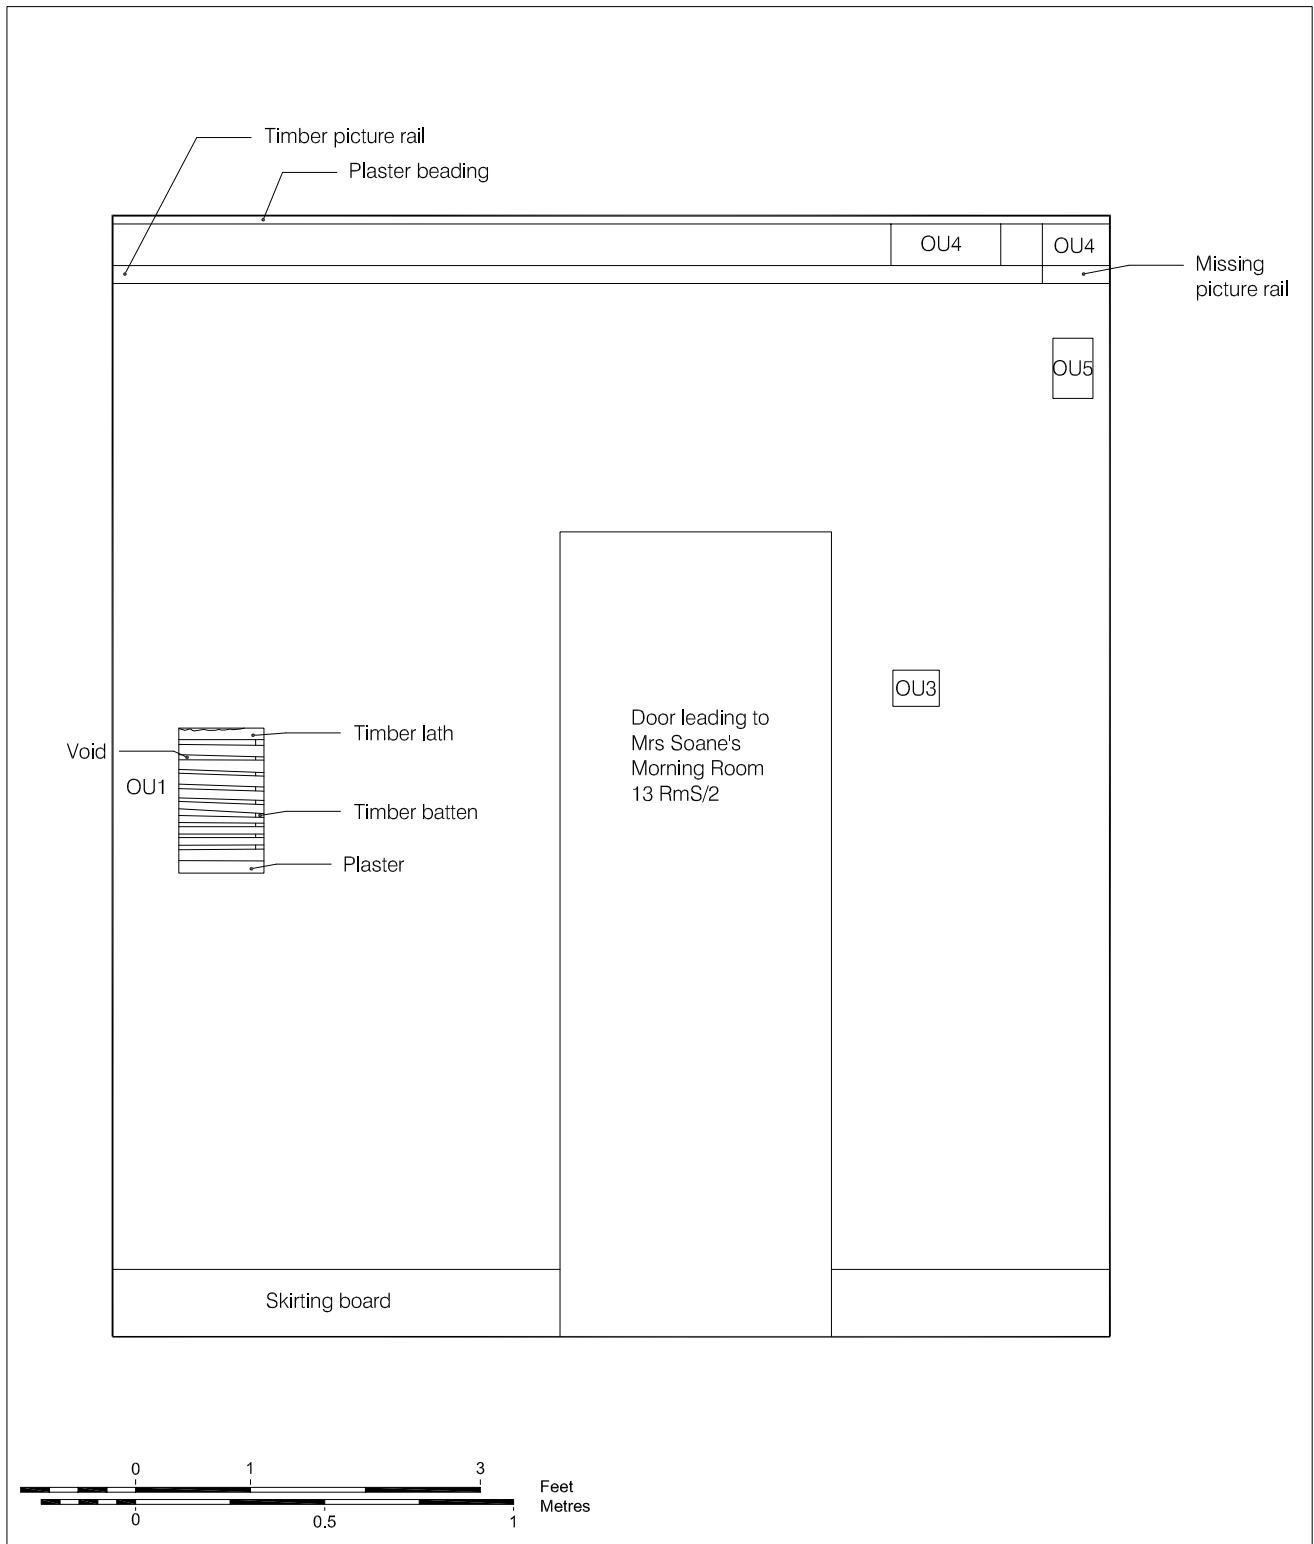 Timber picture rail
Plaster beading
OU4
OU4
Missing
picture rail
OU5
OU3
Door leading to
Mrs Soane's
Morning Room
13 RmS/2
Timber lath
Void
OU1
Timber batten
Plaster
Skirting board
0 1 3
Feet
Metres
0 0.5 1